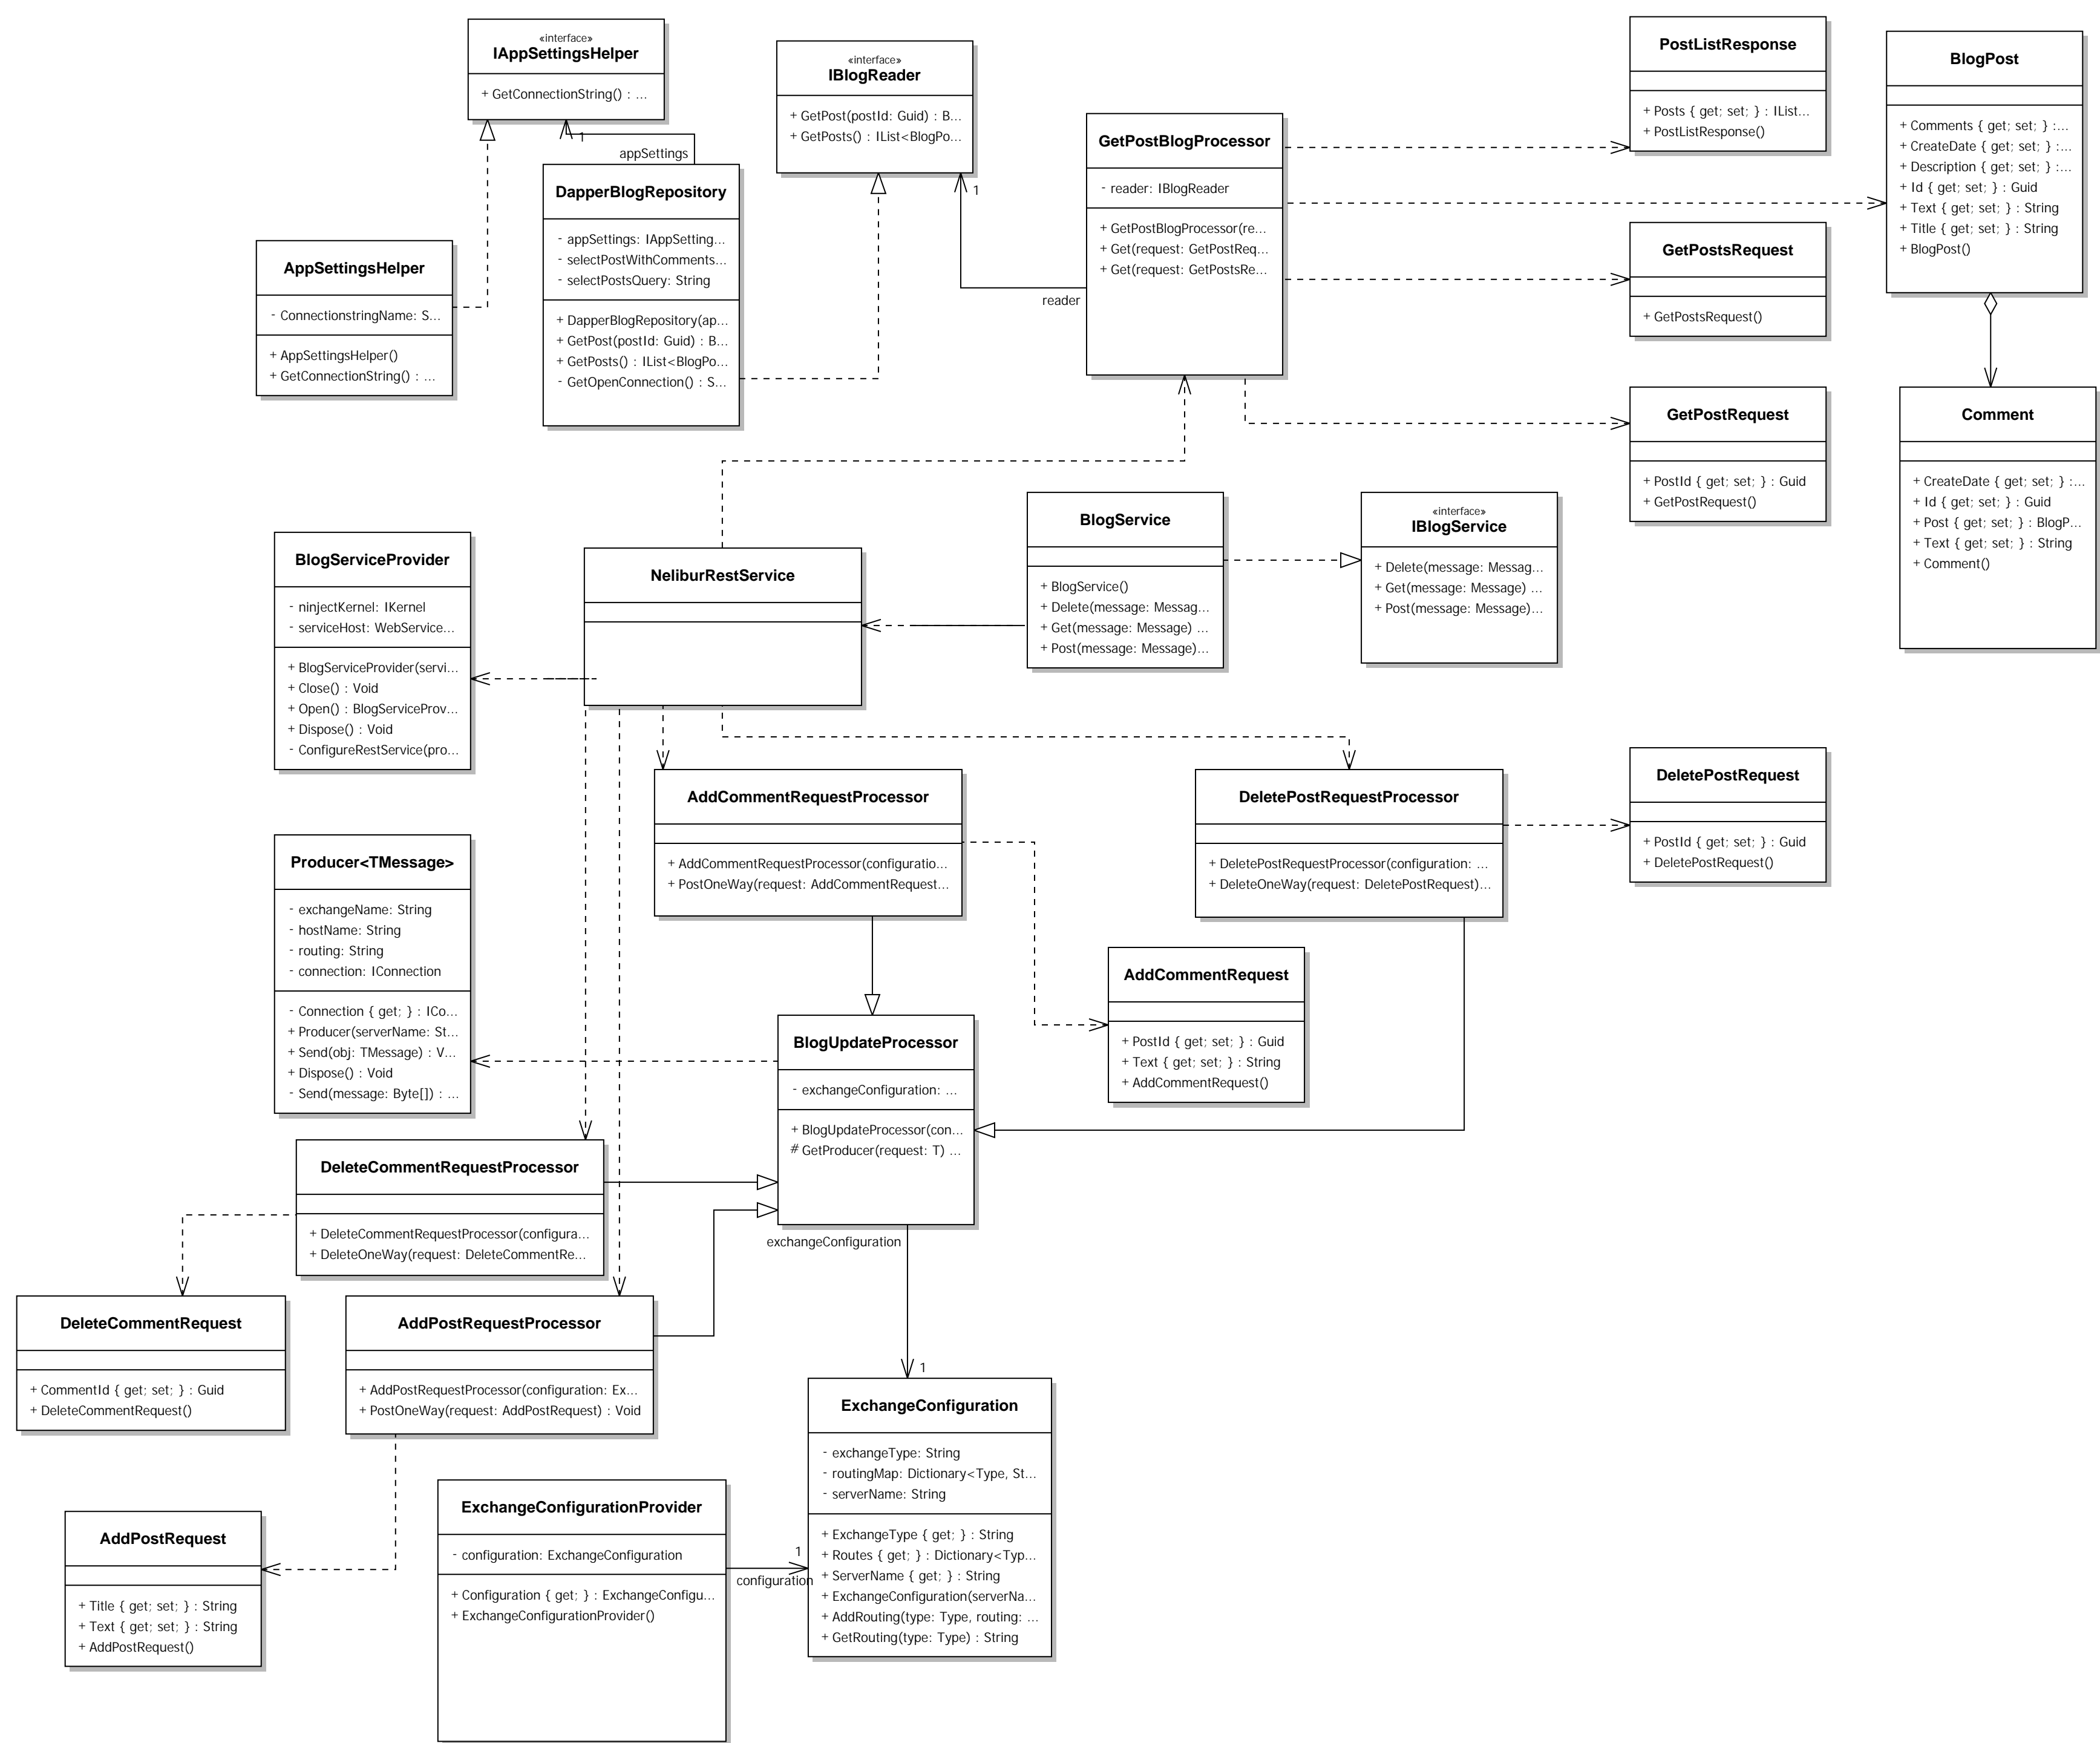 «interface»
IAppSettingsHelper
+ GetConnectionString() : ...
1
appSettings
«interface»
IBlogReader
+ GetPost(postId: Guid) : B...
+ GetPosts() : IList<BlogPo...
1
reader
GetPostBlogProcessor
- reader: IBlogReader
+ GetPostBlogProcessor(re...
+ Get(request: GetPostReq...
+ Get(request: GetPostsRe...
PostListResponse
+ Posts { get; set; } : IList...
+ PostListResponse()
BlogPost
+ Comments { get; set; } :...
+ CreateDate { get; set; } :...
+ Description { get; set; } :...
+ Id { get; set; } : Guid
+ Text { get; set; } : String
+ Title { get; set; } : String
+ BlogPost()
DapperBlogRepository
- appSettings: IAppSetting...
- selectPostWithComments...
- selectPostsQuery: String
+ DapperBlogRepository(ap...
+ GetPost(postId: Guid) : B...
+ GetPosts() : IList<BlogPo...
- GetOpenConnection() : S...
AppSettingsHelper
- ConnectionstringName: S...
+ AppSettingsHelper()
+ GetConnectionString() : ...
GetPostsRequest
+ GetPostsRequest()
GetPostRequest
+ PostId { get; set; } : Guid
+ GetPostRequest()
Comment
+ CreateDate { get; set; } :...
+ Id { get; set; } : Guid
+ Post { get; set; } : BlogP...
+ Text { get; set; } : String
+ Comment()
BlogServiceProvider
- ninjectKernel: IKernel
- serviceHost: WebService...
+ BlogServiceProvider(servi...
+ Close() : Void
+ Open() : BlogServiceProv...
+ Dispose() : Void
- ConfigureRestService(pro...
NeliburRestService
BlogService
+ BlogService()
+ Delete(message: Messag...
+ Get(message: Message) ...
+ Post(message: Message)...
«interface»
IBlogService
+ Delete(message: Messag...
+ Get(message: Message) ...
+ Post(message: Message)...
AddCommentRequestProcessor
+ AddCommentRequestProcessor(configuratio...
+ PostOneWay(request: AddCommentRequest...
DeletePostRequestProcessor
+ DeletePostRequestProcessor(configuration: ...
+ DeleteOneWay(request: DeletePostRequest)...
DeletePostRequest
+ PostId { get; set; } : Guid
+ DeletePostRequest()
Producer<TMessage>
- exchangeName: String
- hostName: String
- routing: String
- connection: IConnection
- Connection { get; } : ICo...
+ Producer(serverName: St...
+ Send(obj: TMessage) : V...
+ Dispose() : Void
- Send(message: Byte[]) : ...
AddCommentRequest
+ PostId { get; set; } : Guid
+ Text { get; set; } : String
+ AddCommentRequest()
BlogUpdateProcessor
- exchangeConfiguration: ...
+ BlogUpdateProcessor(con...
# GetProducer(request: T) ...
exchangeConfiguration
1
DeleteCommentRequestProcessor
+ DeleteCommentRequestProcessor(configura...
+ DeleteOneWay(request: DeleteCommentRe...
DeleteCommentRequest
+ CommentId { get; set; } : Guid
+ DeleteCommentRequest()
AddPostRequestProcessor
+ AddPostRequestProcessor(configuration: Ex...
+ PostOneWay(request: AddPostRequest) : Void
ExchangeConfiguration
- exchangeType: String
- routingMap: Dictionary<Type, St...
- serverName: String
+ ExchangeType { get; } : String
+ Routes { get; } : Dictionary<Typ...
+ ServerName { get; } : String
+ ExchangeConfiguration(serverNa...
+ AddRouting(type: Type, routing: ...
+ GetRouting(type: Type) : String
ExchangeConfigurationProvider
- configuration: ExchangeConfiguration
+ Configuration { get; } : ExchangeConfigu...
+ ExchangeConfigurationProvider()
1
configuration
AddPostRequest
+ Title { get; set; } : String
+ Text { get; set; } : String
+ AddPostRequest()